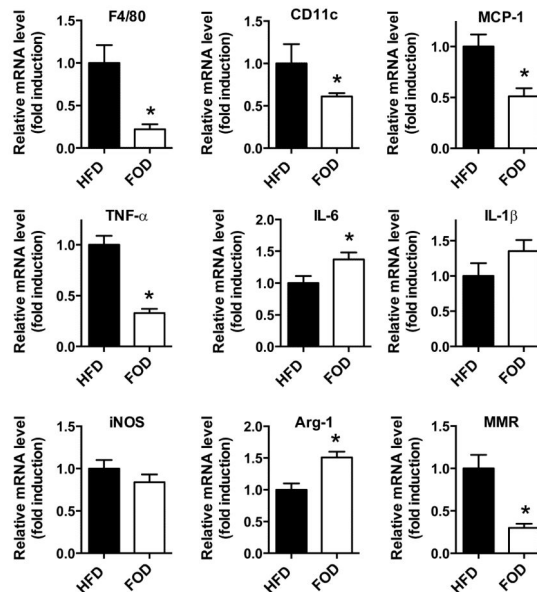 F4/80
Relative mRNA level
(fold induction)
1.5
1.0
0.5
0.0
*
HFD
FOD
CD11c
Relative mRNA level
(fold induction)
1.5
1.0
0.5
0.0
*
HFD
FOD
MCP-1
Relative mRNA level
(fold induction)
1.0
0.5
0.0
*
HFD
FOD
TNF-α
Relative mRNA level
(fold induction)
1.0
0.5
0.0
*
HFD
FOD
IL-6
Relative mRNA level
(fold induction)
2.0
1.5
1.0
0.5
0.0
*
HFD
FOD
IL-1β
Relative mRNA level
(fold induction)
1.5
1.0
0.5
0.0
HFD
FOD
iNOS
Relative mRNA level
(fold induction)
1.5
1.0
0.5
0.0
HFD
FOD
Arg-1
Relative mRNA level
(fold induction)
2.0
1.5
1.0
0.5
0.0
*
HFD
FOD
MMR
Relative mRNA level
(fold induction)
1.5
1.0
0.5
0.0
*
HFD
FOD